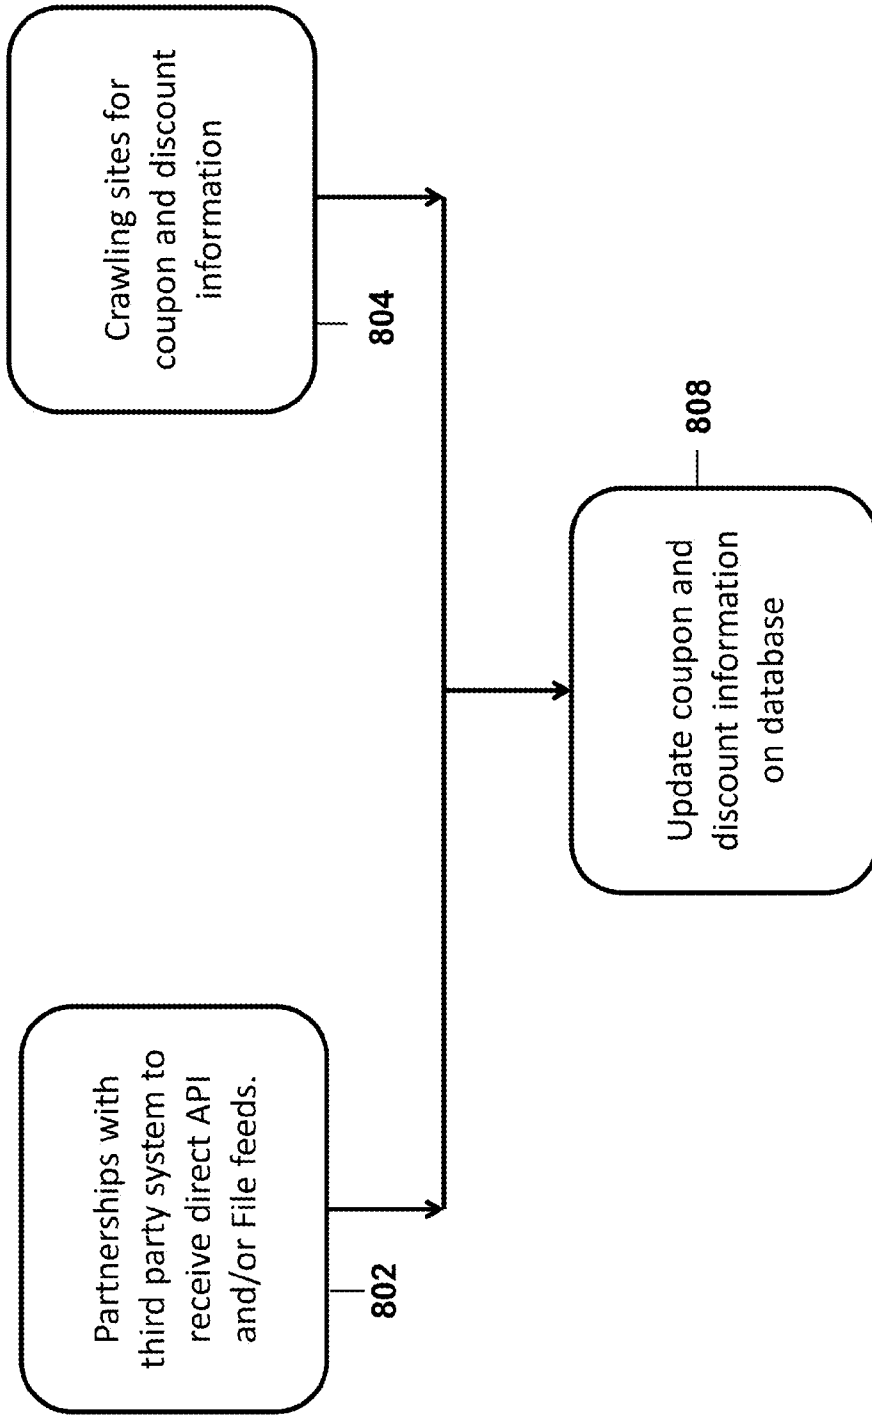 Partnerships with
third party system to
receive direct API
and/or File feeds.
802
Crawling sites for
coupon and discount
information
804
Update coupon and
discount information
on database
808